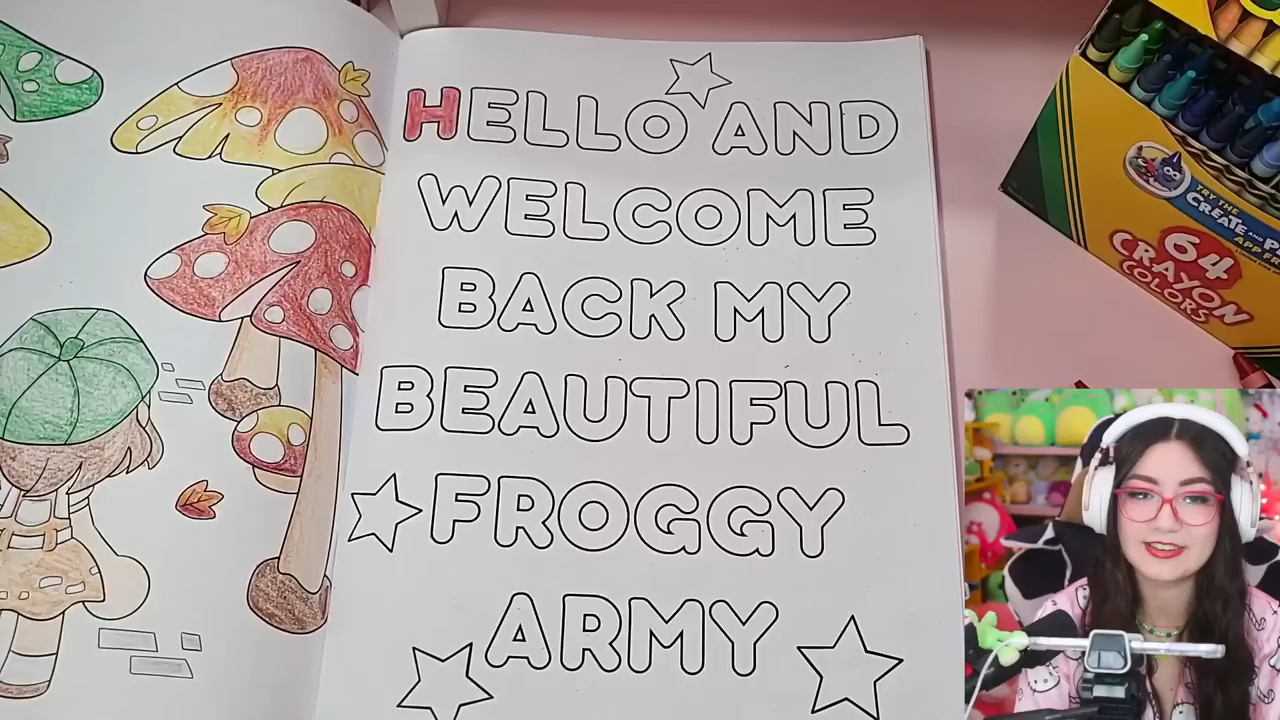 HELLO AND
WELCOME
BACK MY
BEAUTIFUL
FROGGY
ARMY
TRY THE
CREATE AND
64
CRAYON
COLORS